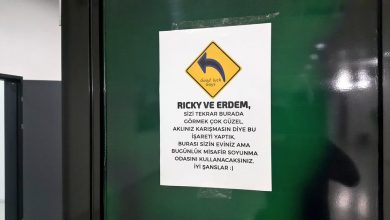 RICKY VE ERDEM,
SİZİ TEKRAR BURADA
GÖRMEK ÇOK GÜZEL.
AKLINIZ KARIŞMASIN DİYE BU
İŞARETİ YAPTIK.
BURASI SİZİN EVİNİZ AMA
BUGÜNLÜK MİSAFİR SOYUNMA
ODASINI KULLANACAKSINIZ.
İYİ ŞANSLAR :)